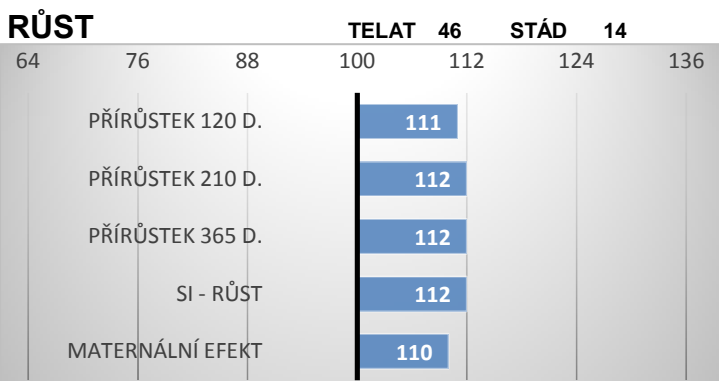 RŮST TELAT 46 STÁD 14
64 76 88 100 112 124 136
PŘÍRŮSTEK 120 D. 111
PŘÍRŮSTEK 210 D. 112
PŘÍRŮSTEK 365 D. 112
SI - RŮST 112
MATERNÁLNÍ EFEKT 110